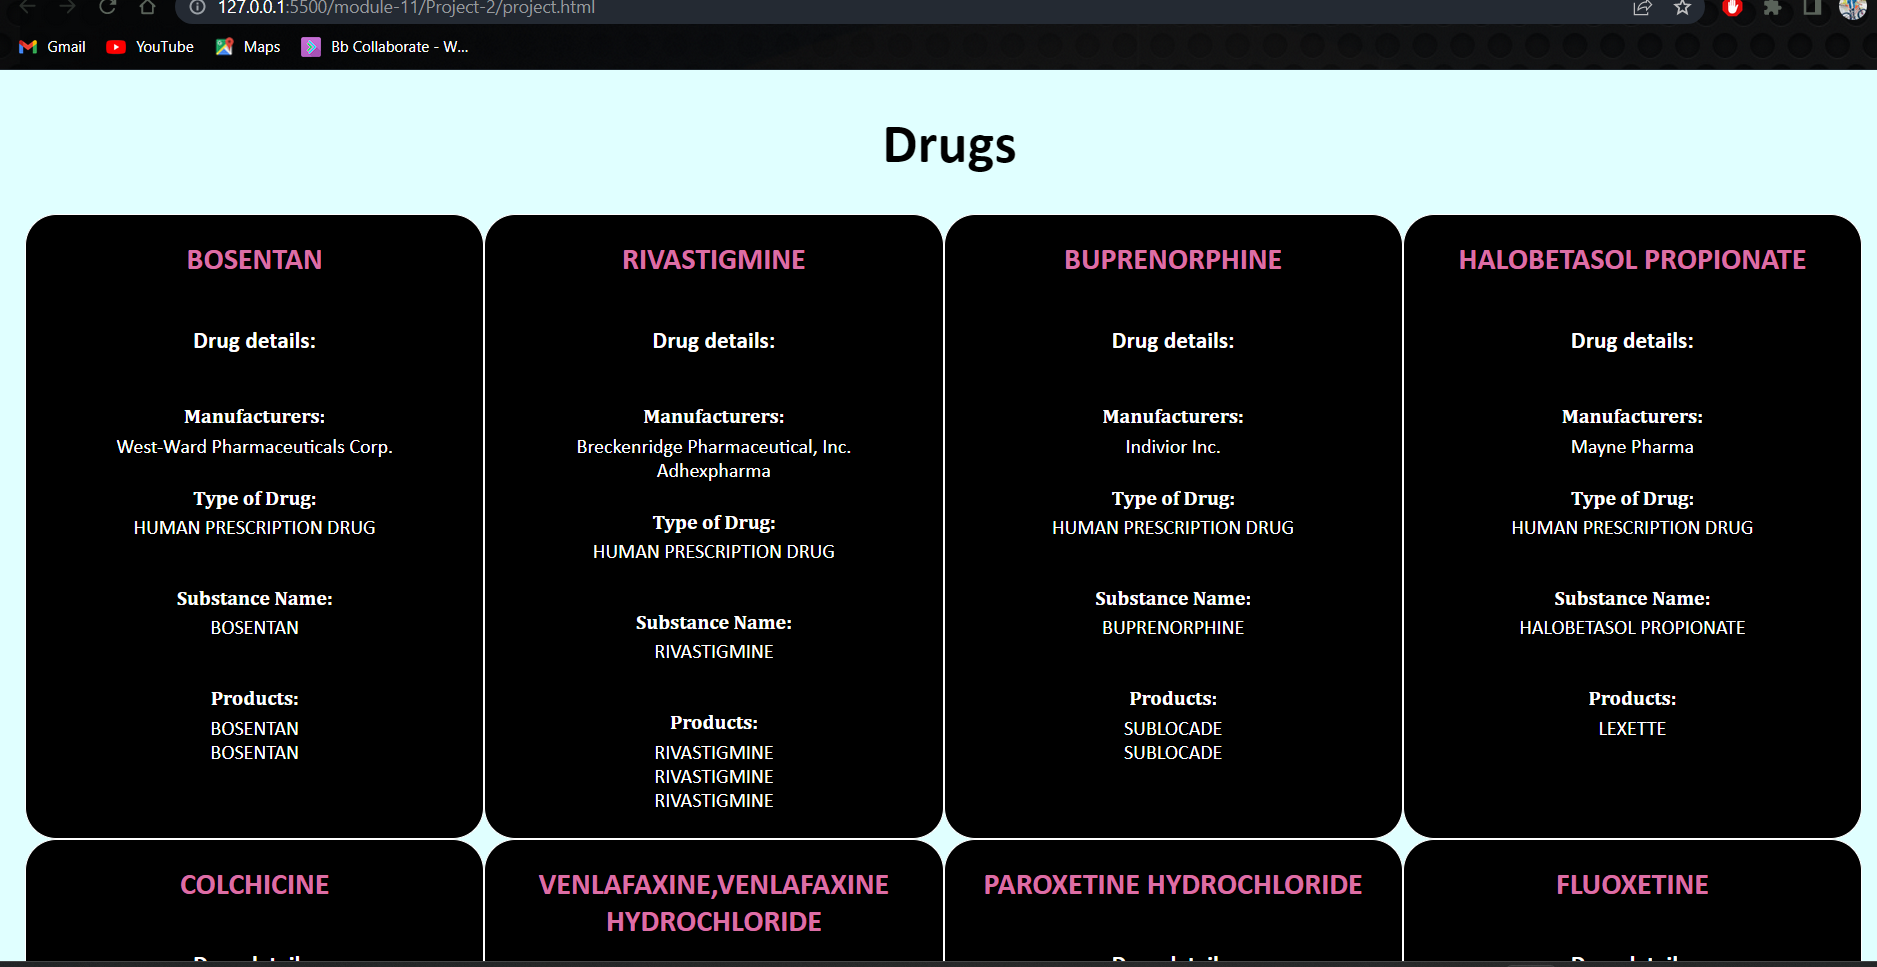 127.0.0.1:5500/module-11/Project-2/project.html
Gmail YouTube Maps Bb Collaborate - W...
Drugs
BOSENTAN
Drug details:
Manufacturers:
West-Ward Pharmaceuticals Corp.
Type of Drug:
HUMAN PRESCRIPTION DRUG
Substance Name:
BOSENTAN
Products:
BOSENTAN
BOSENTAN
RIVASTIGMINE
Drug details:
Manufacturers:
Breckenridge Pharmaceutical, Inc.
Adhexpharma
Type of Drug:
HUMAN PRESCRIPTION DRUG
Substance Name:
RIVASTIGMINE
Products:
RIVASTIGMINE
RIVASTIGMINE
RIVASTIGMINE
BUPRENORPHINE
Drug details:
Manufacturers:
Indivior Inc.
Type of Drug:
HUMAN PRESCRIPTION DRUG
Substance Name:
BUPRENORPHINE
Products:
SUBLOCADE
SUBLOCADE
HALOBETASOL PROPIONATE
Drug details:
Manufacturers:
Mayne Pharma
Type of Drug:
HUMAN PRESCRIPTION DRUG
Substance Name:
HALOBETASOL PROPIONATE
Products:
LEXETTE
COLCHICINE
VENLAFAXINE,VENLAFAXINE
HYDROCHLORIDE
PAROXETINE HYDROCHLORIDE
FLUOXETINE